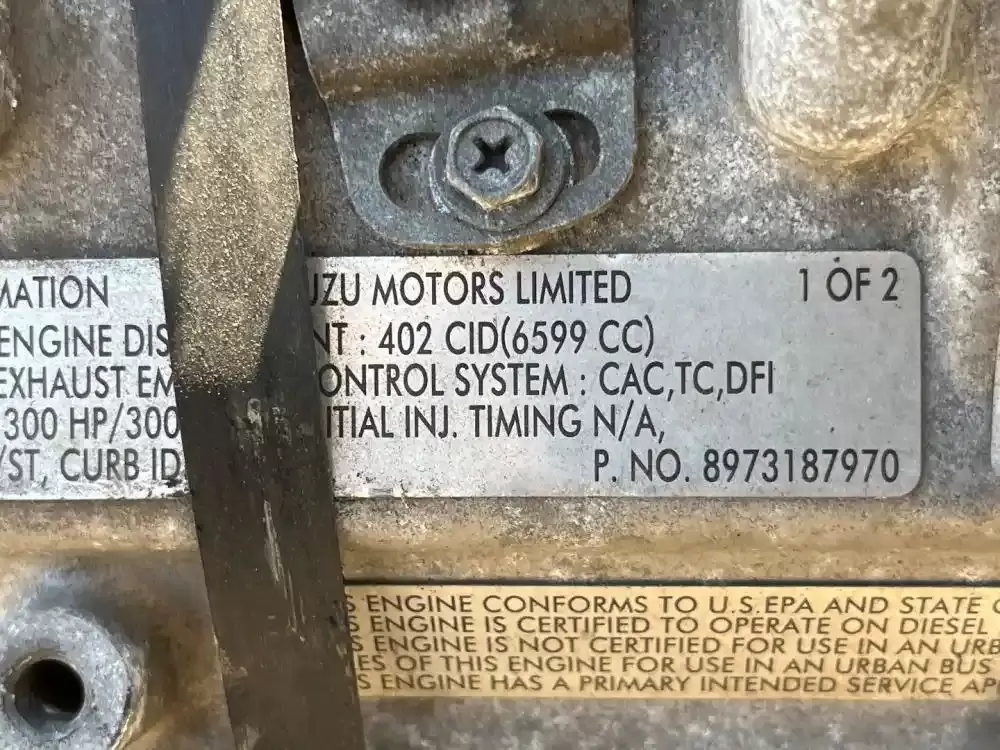 MATION UZU MOTORS LIMITED 1 OF 2
ENGINE DIS NT : 402 CID(6599 CC)
EXHAUST EM ONTROL SYSTEM : CAC,TC,DFI
300 HP/300 ITIAL INJ. TIMING N/A,
/ST, CURB ID P. NO. 8973187970
S ENGINE CONFORMS TO U.S.EPA AND STATE
S ENGINE IS CERTIFIED TO OPERATE ON DIESEL
S ENGINE IS NOT CERTIFIED FOR USE IN AN URB
ES OF THIS ENGINE FOR USE IN AN URBAN BUS
S ENGINE HAS A PRIMARY INTENDED SERVICE AP